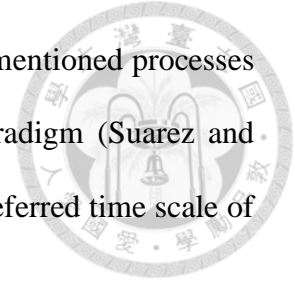 mentioned processes
radigm (Suarez and
eferred time scale of